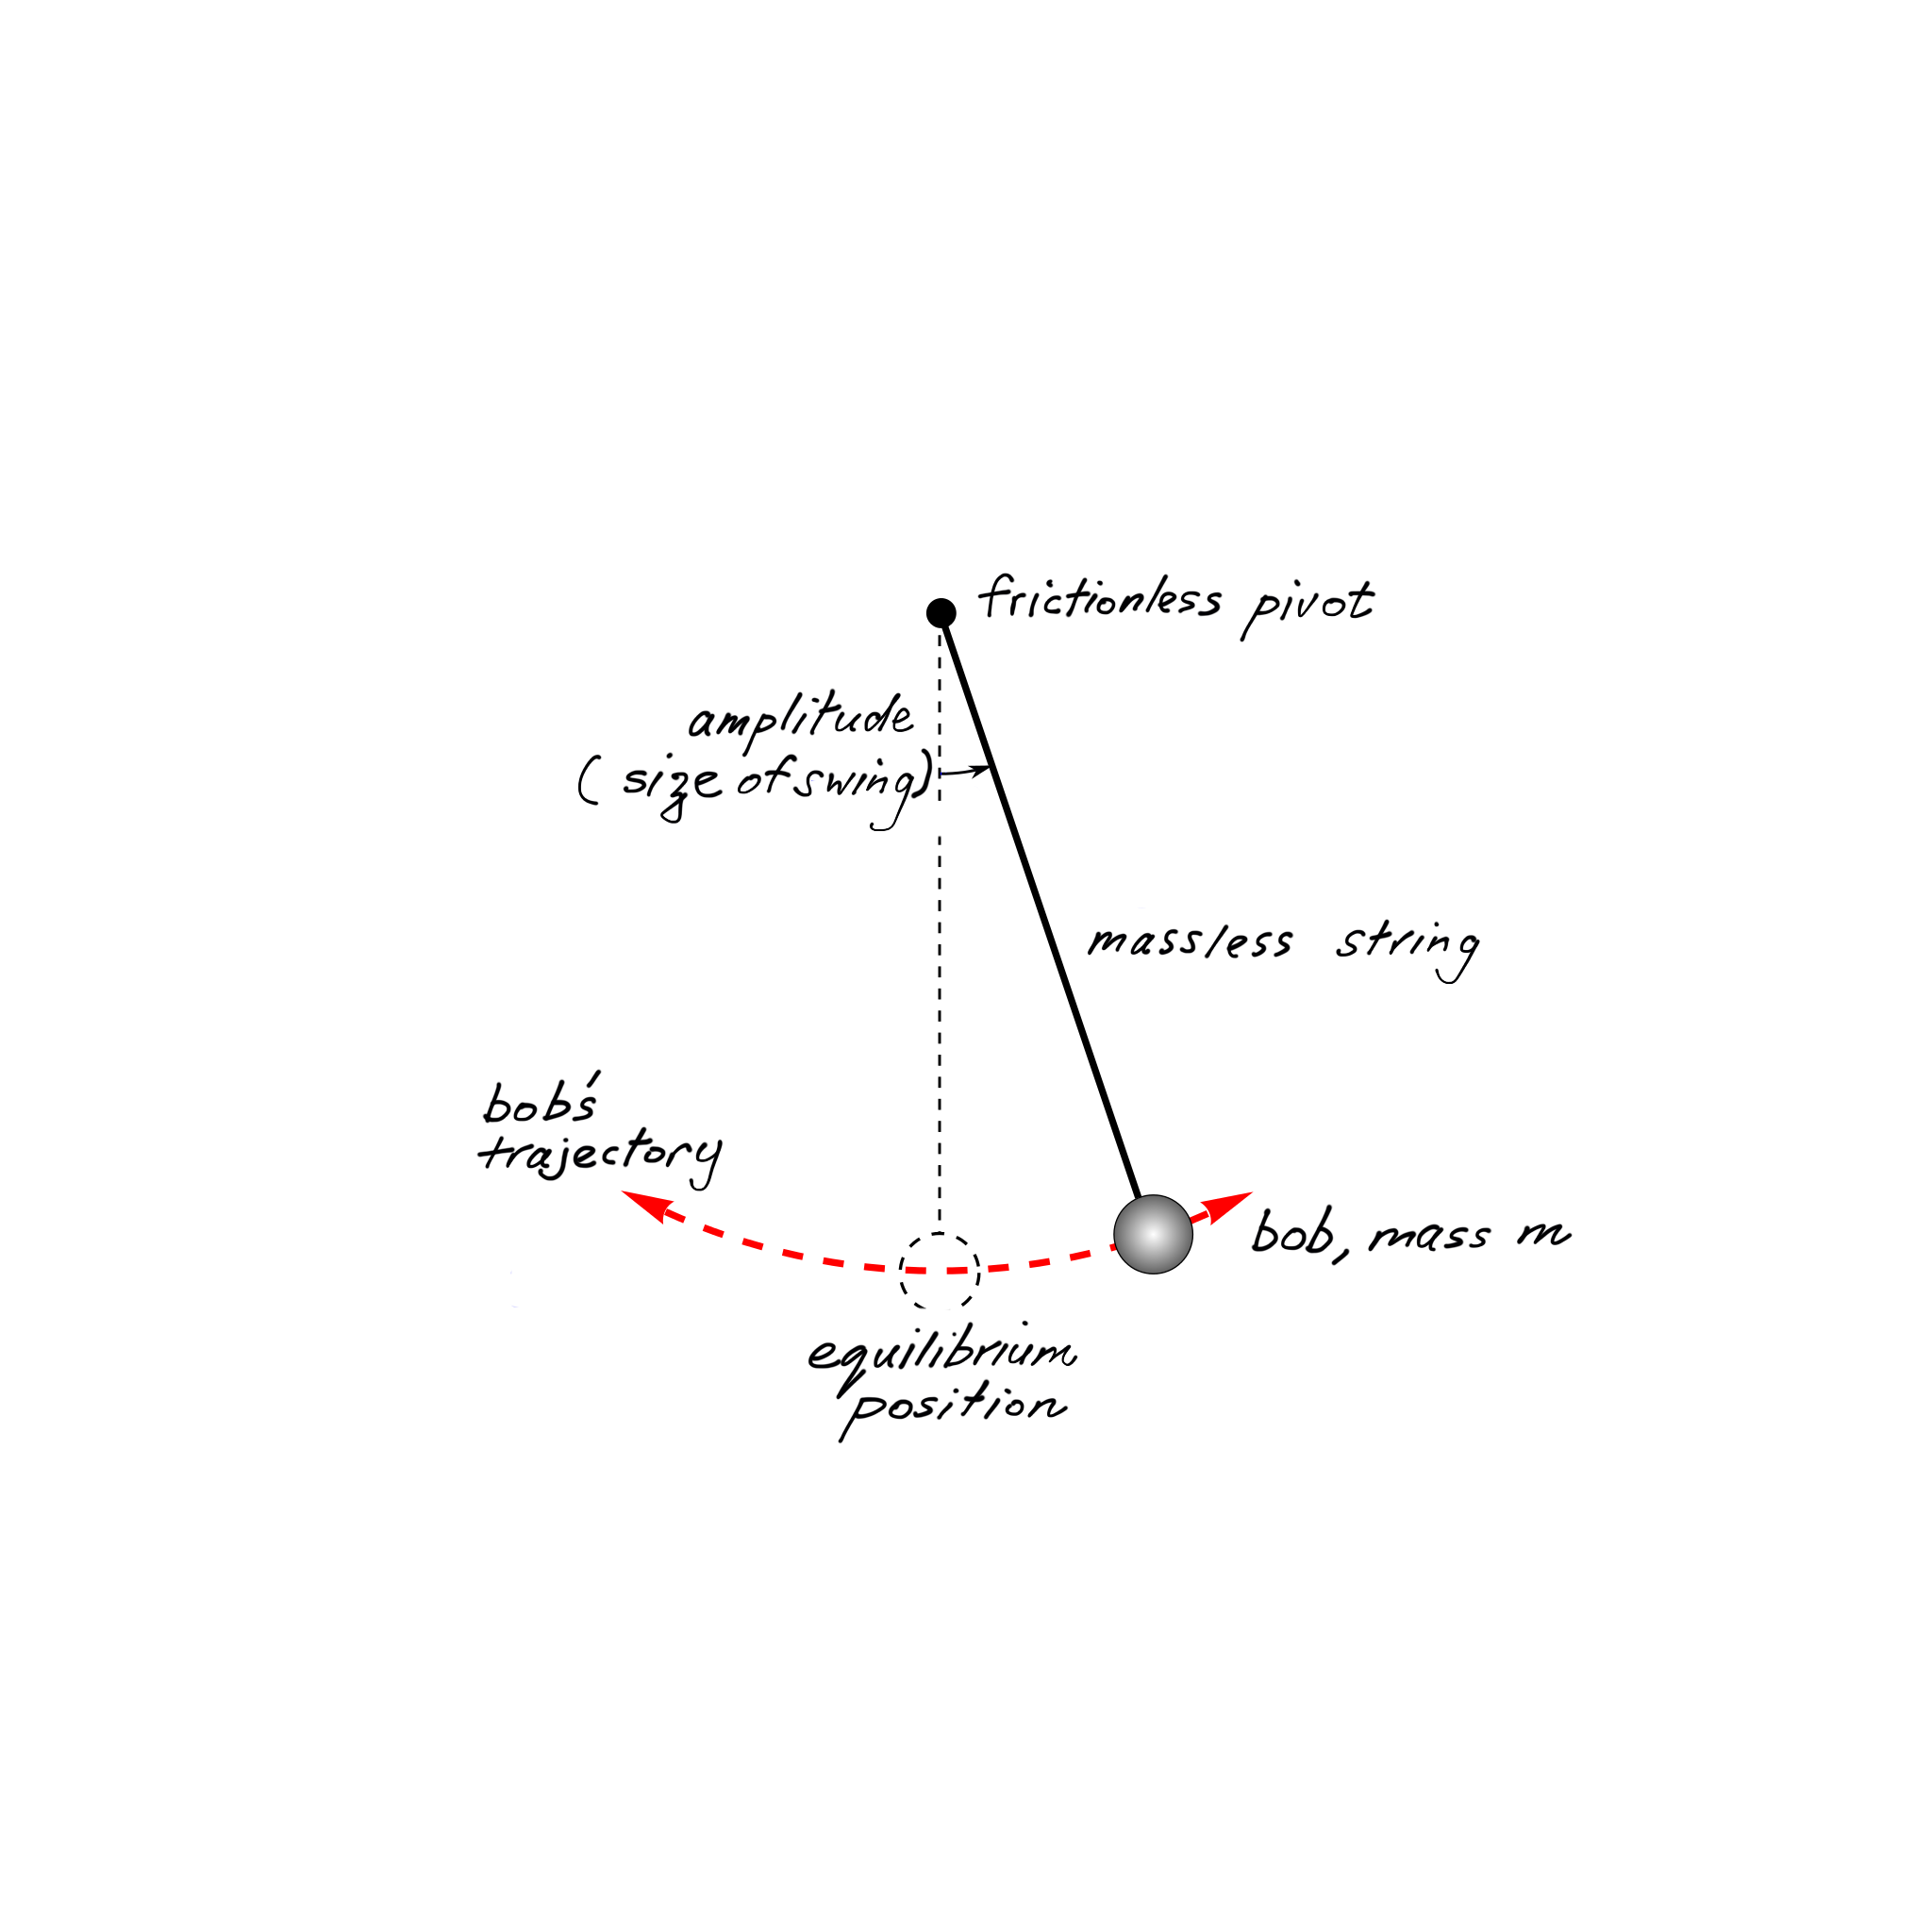 frictionless pivot
amplitude
(size of swing)
massless string
bob's
trajectory
bob, mass m
equilibrium
position